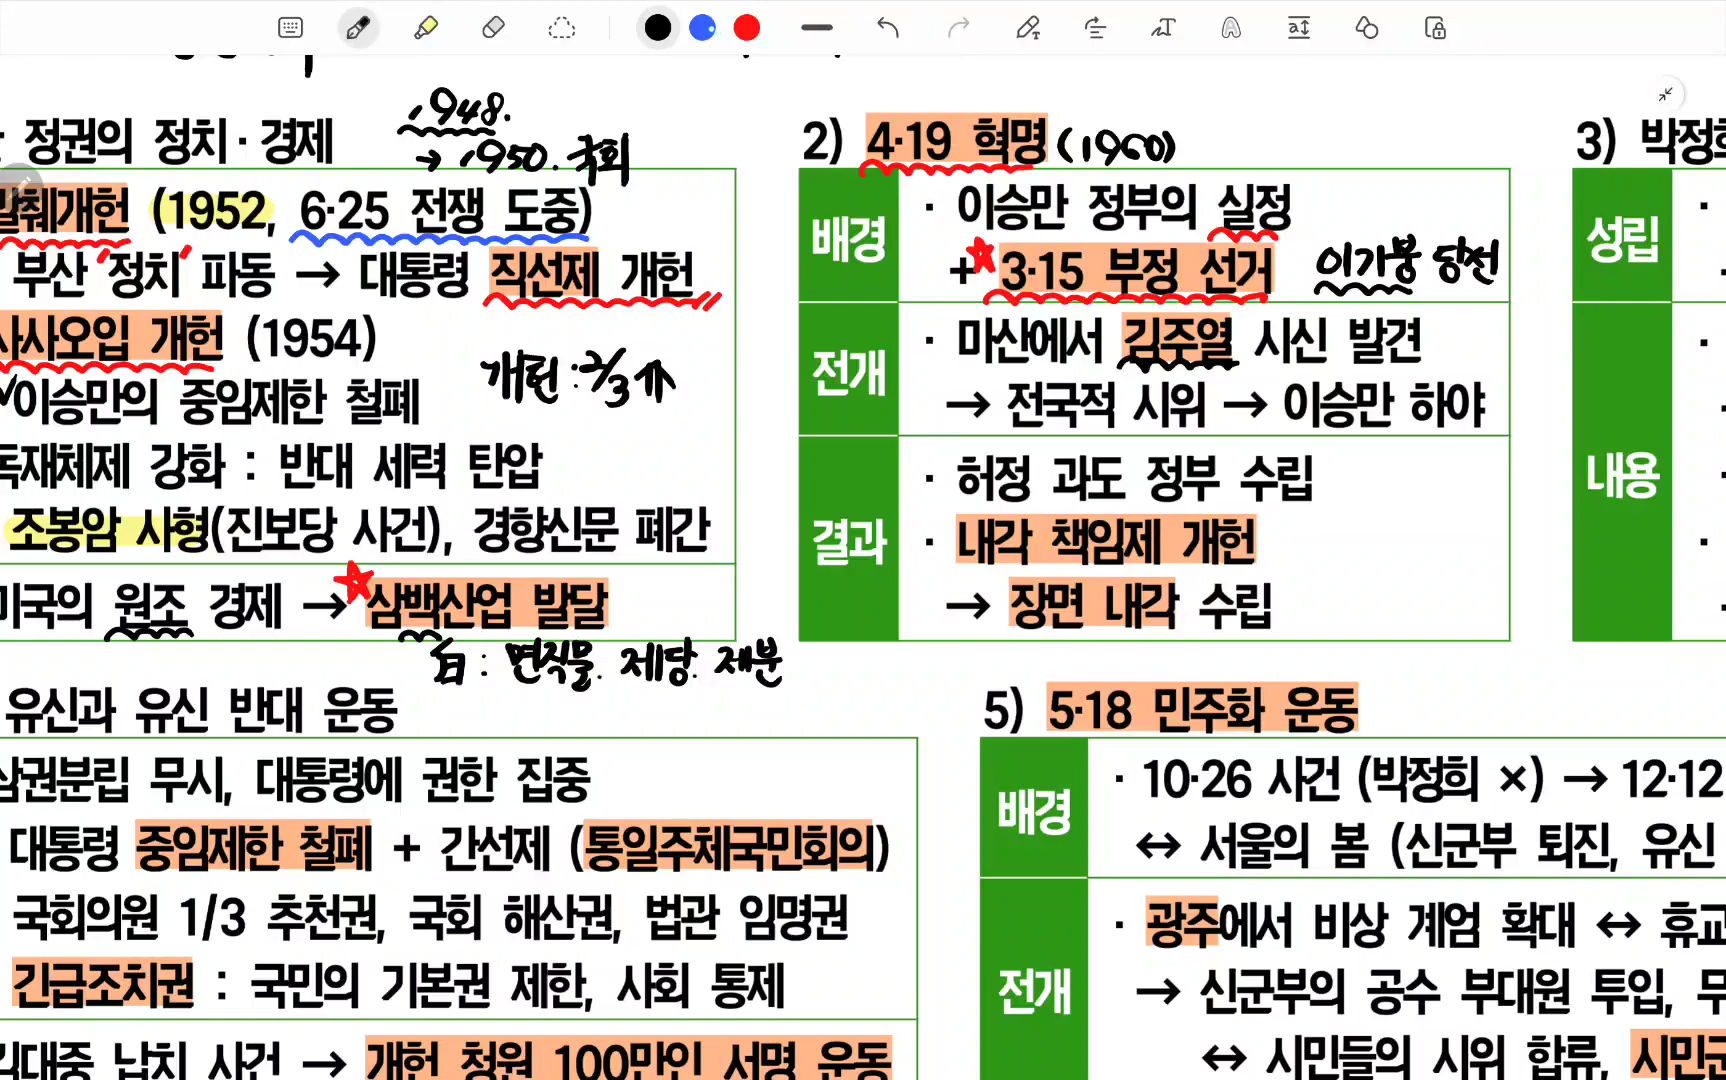 정권의 정치·경제
1948.
→ 1950. 국회
발췌개헌 (1952, 6·25 전쟁 도중)
부산 '정치' 파동 → 대통령 직선제 개헌
사사오입 개헌 (1954)
이승만의 중임제한 철폐
개헌 : 2/3 ↑
독재체제 강화 : 반대 세력 탄압
조봉암 사형(진보당 사건), 경향신문 폐간
미국의 원조 경제 → 삼백산업 발달
白 : 면직물. 제당. 제분
2) 4·19 혁명 (1960)
배경
· 이승만 정부의 실정
+ 3·15 부정 선거 이기붕 당선
전개
· 마산에서 김주열 시신 발견
→ 전국적 시위 → 이승만 하야
결과
· 허정 과도 정부 수립
· 내각 책임제 개헌
→ 장면 내각 수립
3) 박정희
성립
내용
유신과 유신 반대 운동
삼권분립 무시, 대통령에 권한 집중
대통령 중임제한 철폐 + 간선제 (통일주체국민회의)
국회의원 1/3 추천권, 국회 해산권, 법관 임명권
긴급조치권 : 국민의 기본권 제한, 사회 통제
김대중 납치 사건 → 개헌 청원 100만인 서명 운동
5) 5·18 민주화 운동
배경
· 10·26 사건 (박정희 ×) → 12·12
↔ 서울의 봄 (신군부 퇴진, 유신
전개
· 광주에서 비상 계엄 확대 ↔ 휴교
→ 신군부의 공수 부대원 투입, 무
↔ 시민들의 시위 합류, 시민군